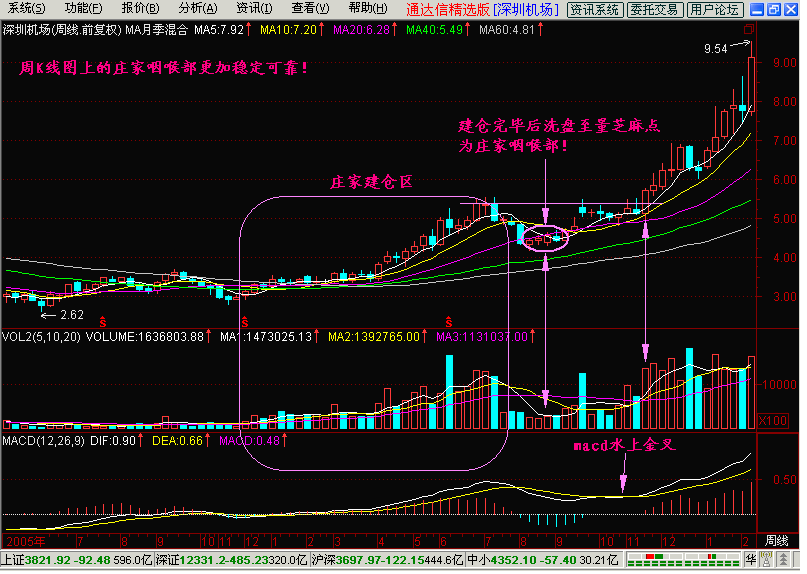 系统(S) 功能(F) 报价(B) 分析(A) 资讯(I) 查看(V) 帮助(H) 通达信精选版 [深圳机场] 资讯系统 委托交易 用户论坛
深圳机场(周线.前复权) MA月季混合 MA5:7.92↑ MA10:7.20↑ MA20:6.28↑ MA40:5.49↑ MA60:4.81↑
9.54
周K线图上的庄家咽喉部更加稳定可靠!
9.00
8.00
建仓完毕后洗盘至量芝麻点
为庄家咽喉部!
7.00
庄家建仓区
6.00
5.00
4.00
3.00
2.62
VOL2(5,10,20) VOLUME:1636803.88↑ MA1:1473025.13↑ MA2:1392765.00↑ MA3:1131037.00↑
10000
X100
MACD(12,26,9) DIF:0.90↑ DEA:0.66↑ MACD:0.48↑
macd水上金叉
0.50
2005年 7 8 9 10 11 12 1 2 3 4 5 6 7 8 9 10 11 12 1 2 周线
上证3821.92 -92.48 596.0亿 深证12331.2 -485.23 320.0亿 沪深3697.97 -122.15 444.6亿 中小4352.10 -57.40 30.21亿 华